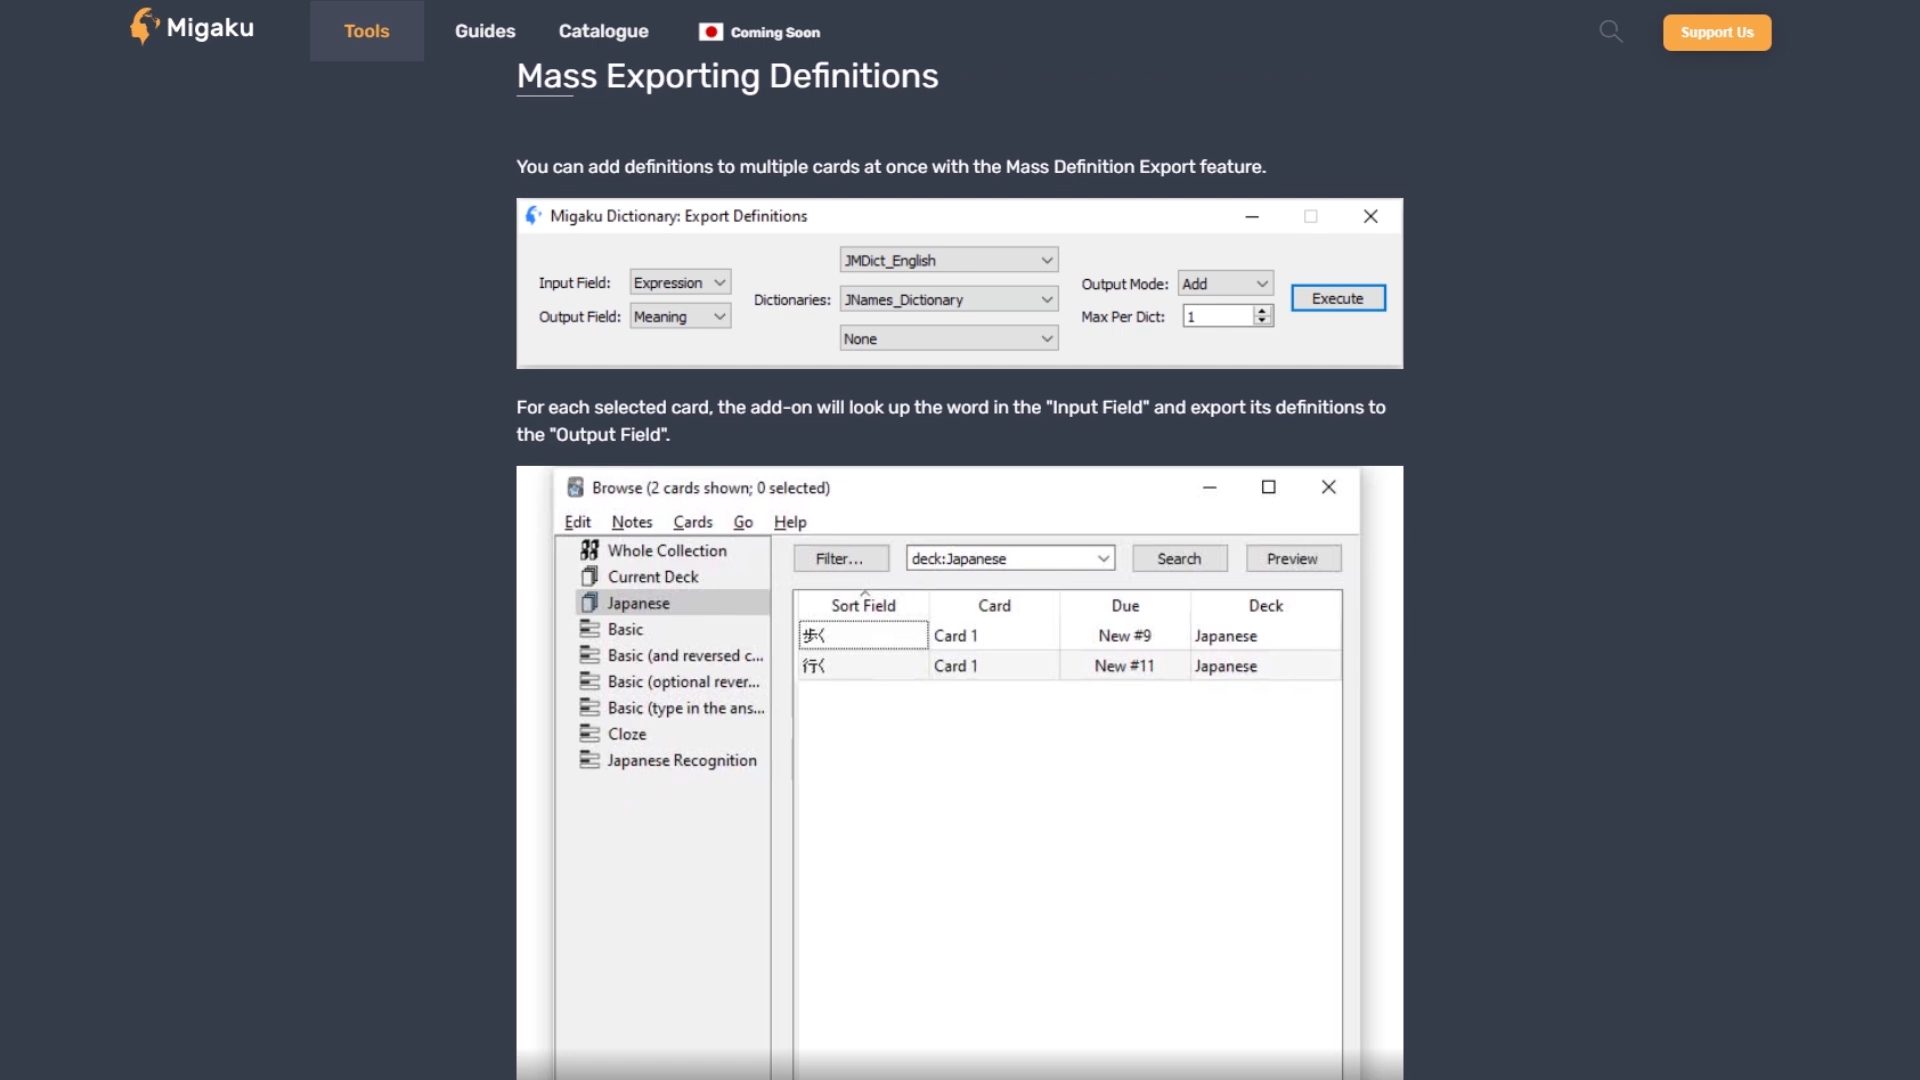 Migaku
Tools
Guides
Catalogue
Coming Soon
Support Us
Mass Exporting Definitions
You can add definitions to multiple cards at once with the Mass Definition Export feature.
Migaku Dictionary: Export Definitions
Input Field: Expression
Output Field: Meaning
Dictionaries:
JMDict_English
JNames_Dictionary
None
Output Mode: Add
Max Per Dict: 1
Execute
For each selected card, the add-on will look up the word in the "Input Field" and export its definitions to
the "Output Field".
Browse (2 cards shown; 0 selected)
Edit Notes Cards Go Help
Whole Collection
Current Deck
Japanese
Basic
Basic (and reversed c...
Basic (optional rever...
Basic (type in the ans...
Cloze
Japanese Recognition
Filter... deck:Japanese Search Preview
Sort Field Card Due Deck
歩く Card 1 New #9 Japanese
行く Card 1 New #11 Japanese